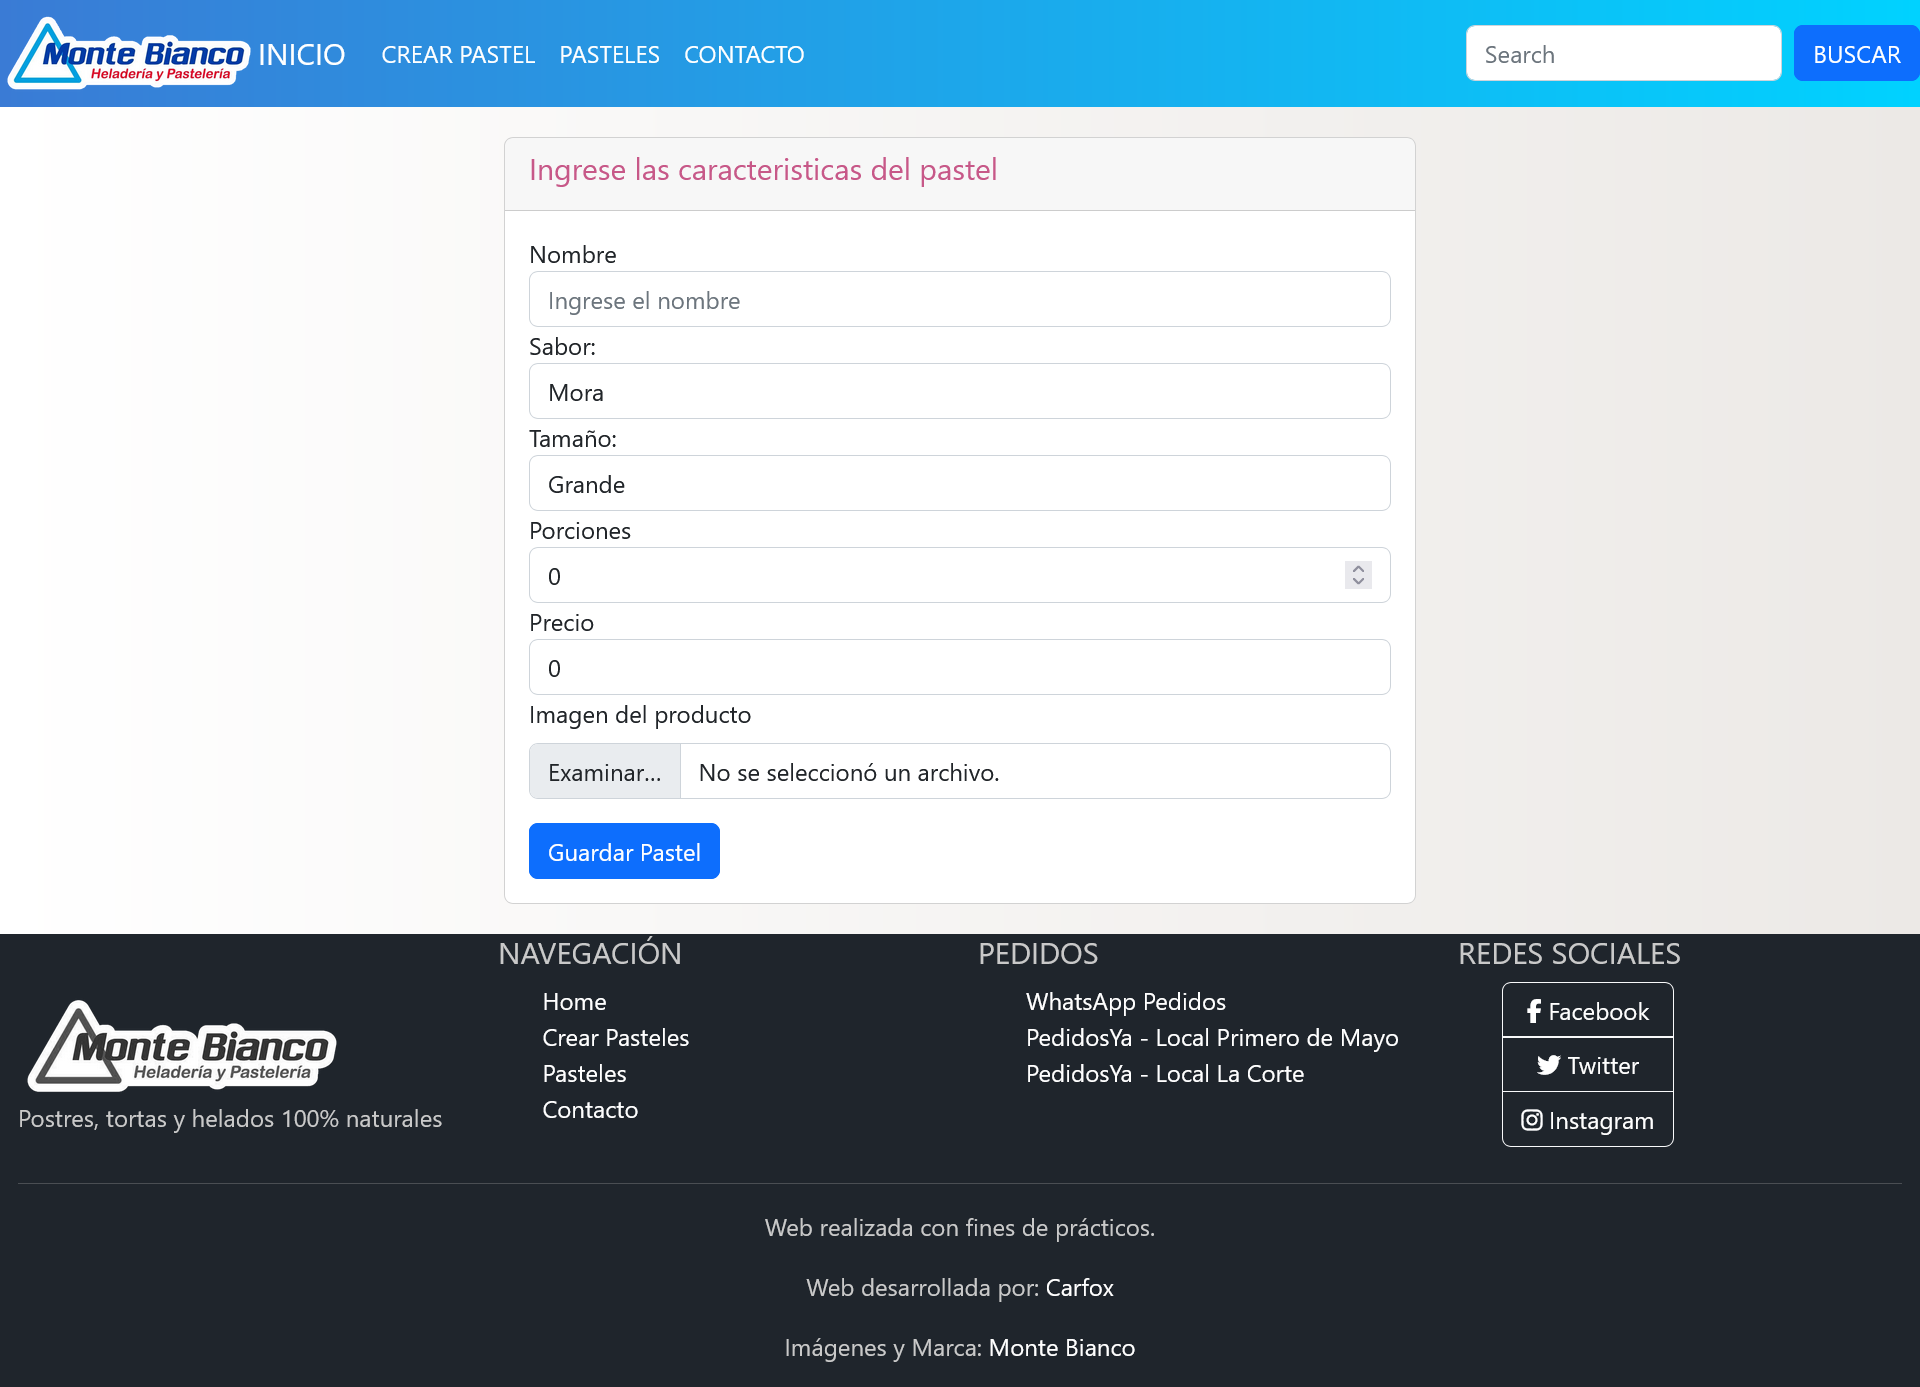 Monte Bianco
Heladería y Pastelería
INICIO
CREAR PASTEL
PASTELES
CONTACTO
Search
BUSCAR
Ingrese las caracteristicas del pastel
Nombre
Ingrese el nombre
Sabor:
Mora
Tamaño:
Grande
Porciones
0
Precio
0
Imagen del producto
Examinar...
No se seleccionó un archivo.
Guardar Pastel
Monte Bianco
Heladería y Pastelería
Postres, tortas y helados 100% naturales
NAVEGACIÓN
Home
Crear Pasteles
Pasteles
Contacto
PEDIDOS
WhatsApp Pedidos
PedidosYa - Local Primero de Mayo
PedidosYa - Local La Corte
REDES SOCIALES
Facebook
Twitter
Instagram
Web realizada con fines de prácticos.
Web desarrollada por: Carfox
Imágenes y Marca: Monte Bianco